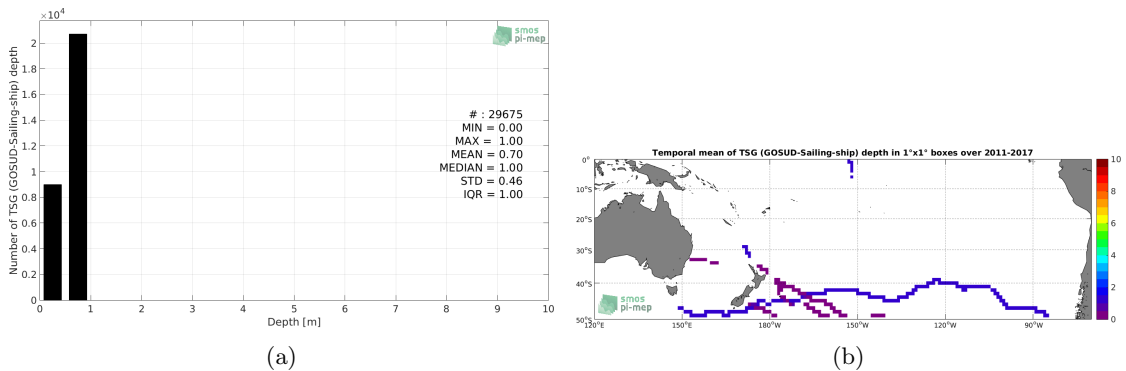 ×10⁴
2
1.8
1.6
1.4
1.2
1
0.8
0.6
0.4
0.2
0
Number of TSG (GOSUD-Sailing-ship) depth
smos
pi-mep
# : 29675
MIN = 0.00
MAX = 1.00
MEAN = 0.70
MEDIAN = 1.00
STD = 0.46
IQR = 1.00
0 1 2 3 4 5 6 7 8 9 10
Depth [m]
(a)
Temporal mean of TSG (GOSUD-Sailing-ship) depth in 1°x1° boxes over 2011-2017
0°
10°S
20°S
30°S
40°S
50°S
smos
pi-mep
120°E 150°E 180°W 150°W 120°W 90°W
10
8
6
4
2
0
(b)